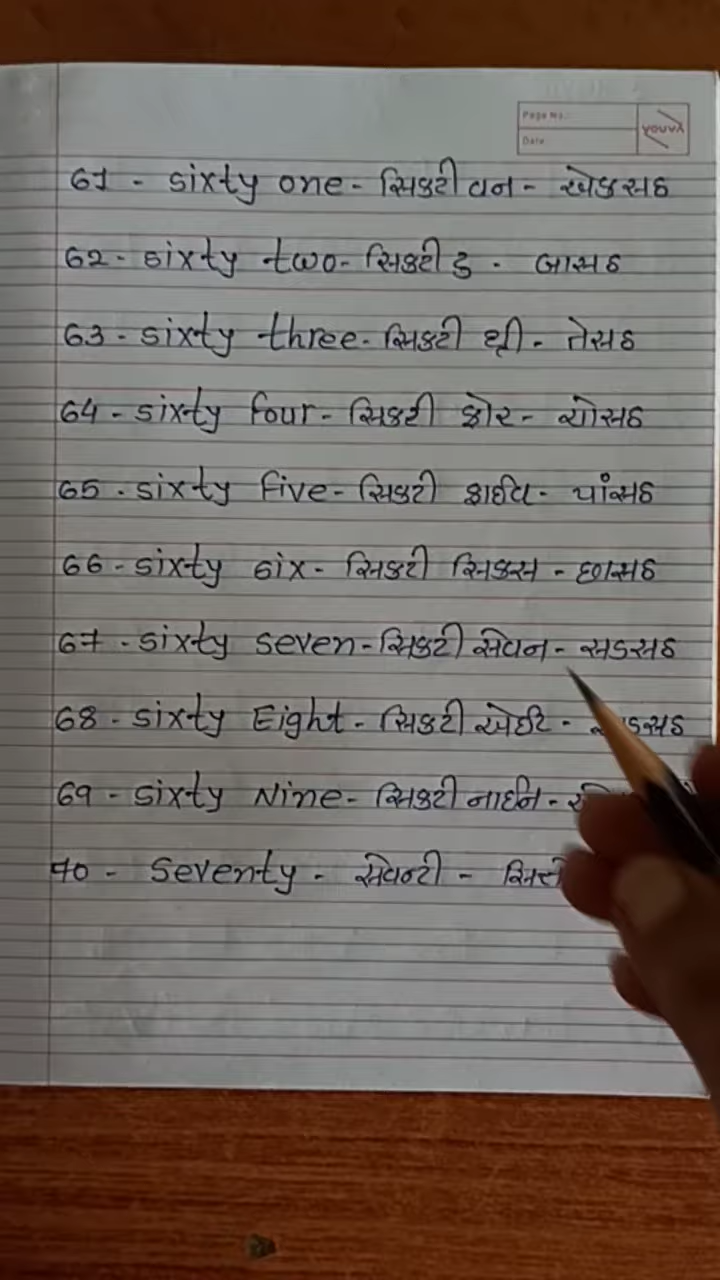 Page No.:
Date
YOUVA
61 - sixty one - સિક્ટી વન - એકસઠ
62 - sixty two - સિક્ટી ટુ - બાસઠ
63 - sixty three - સિક્ટી થ્રી - તેસઠ
64 - sixty four - સિક્ટી ફોર - ચોસઠ
65 - sixty five - સિક્ટી ફાઈવ - પાંસઠ
66 - sixty six - સિક્ટી સિક્સ - છાસઠ
67 - sixty seven - સિક્ટી સેવન - સડસઠ
68 - sixty Eight - સિક્ટી એઈટ -
69 - sixty Nine - સિક્ટી નાઈન -
70 - seventy - સેવન્ટી -